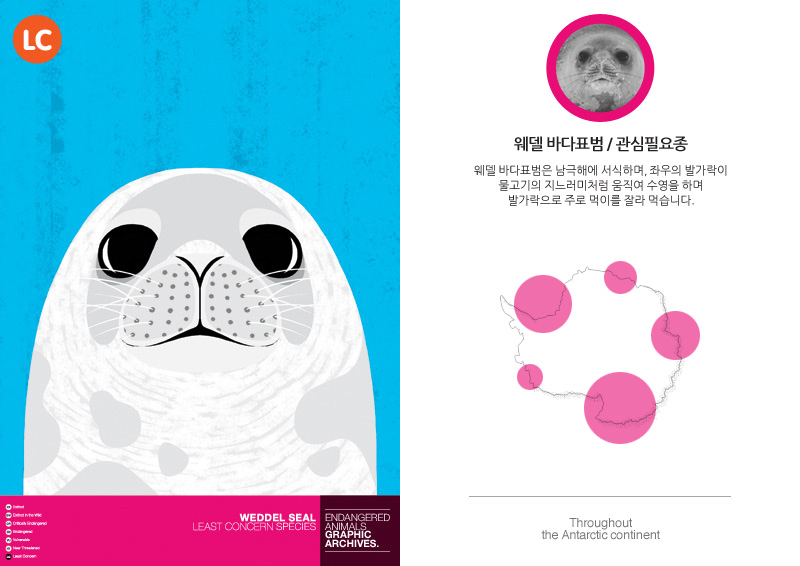 LC
Extinct
Extinct in the Wild
Critically Endangered
Endangered
Vulnerable
Near Threatened
Least Concern
WEDDEL SEAL
LEAST CONCERN SPECIES
ENDANGERED
ANIMALS
GRAPHIC
ARCHIVES.
웨델 바다표범 / 관심필요종
웨델 바다표범은 남극해에 서식하며, 좌우의 발가락이
물고기의 지느러미처럼 움직여 수영을 하며
발가락으로 주로 먹이를 잘라 먹습니다.
Throughout
the Antarctic continent